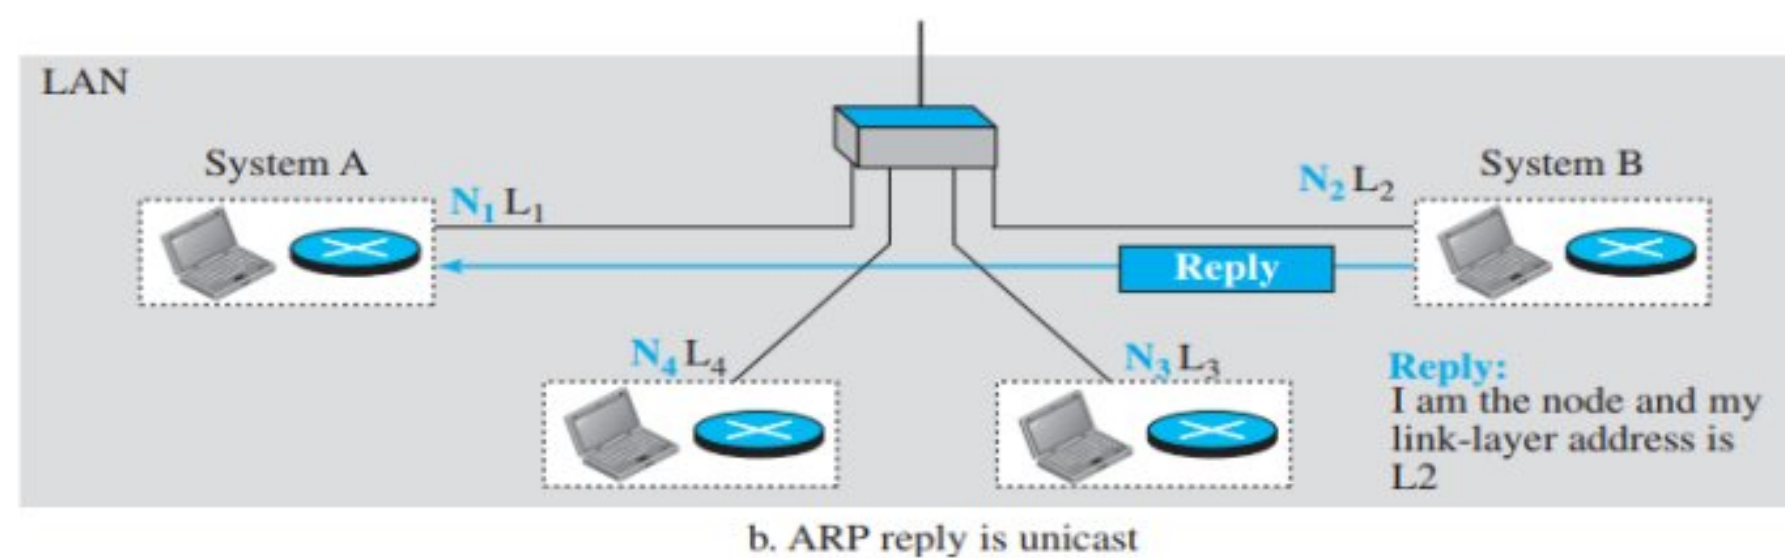 LAN
System A
System B
N₁ L₁
N₂ L₂
Reply
N₄ L₄
N₃ L₃
Reply:
I am the node and my
link-layer address is
L2
b. ARP reply is unicast